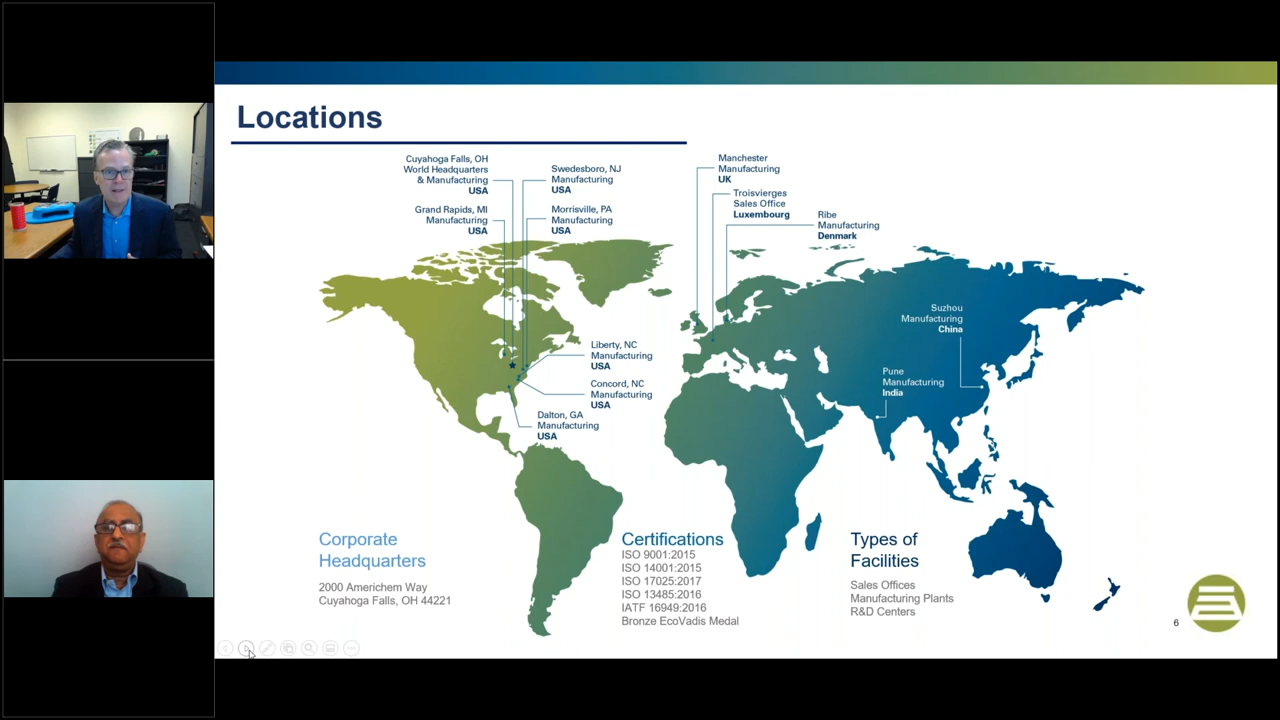 Locations
Cuyahoga Falls, OH
World Headquarters
& Manufacturing
USA
Grand Rapids, MI
Manufacturing
USA
Swedesboro, NJ
Manufacturing
USA
Morrisville, PA
Manufacturing
USA
Manchester
Manufacturing
UK
Troisvierges
Sales Office
Luxembourg
Ribe
Manufacturing
Denmark
Suzhou
Manufacturing
China
Pune
Manufacturing
India
Liberty, NC
Manufacturing
USA
Concord, NC
Manufacturing
USA
Dalton, GA
Manufacturing
USA
Corporate
Headquarters
2000 Americhem Way
Cuyahoga Falls, OH 44221
Certifications
ISO 9001:2015
ISO 14001:2015
ISO 17025:2017
ISO 13485:2016
IATF 16949:2016
Bronze EcoVadis Medal
Types of
Facilities
Sales Offices
Manufacturing Plants
R&D Centers
6